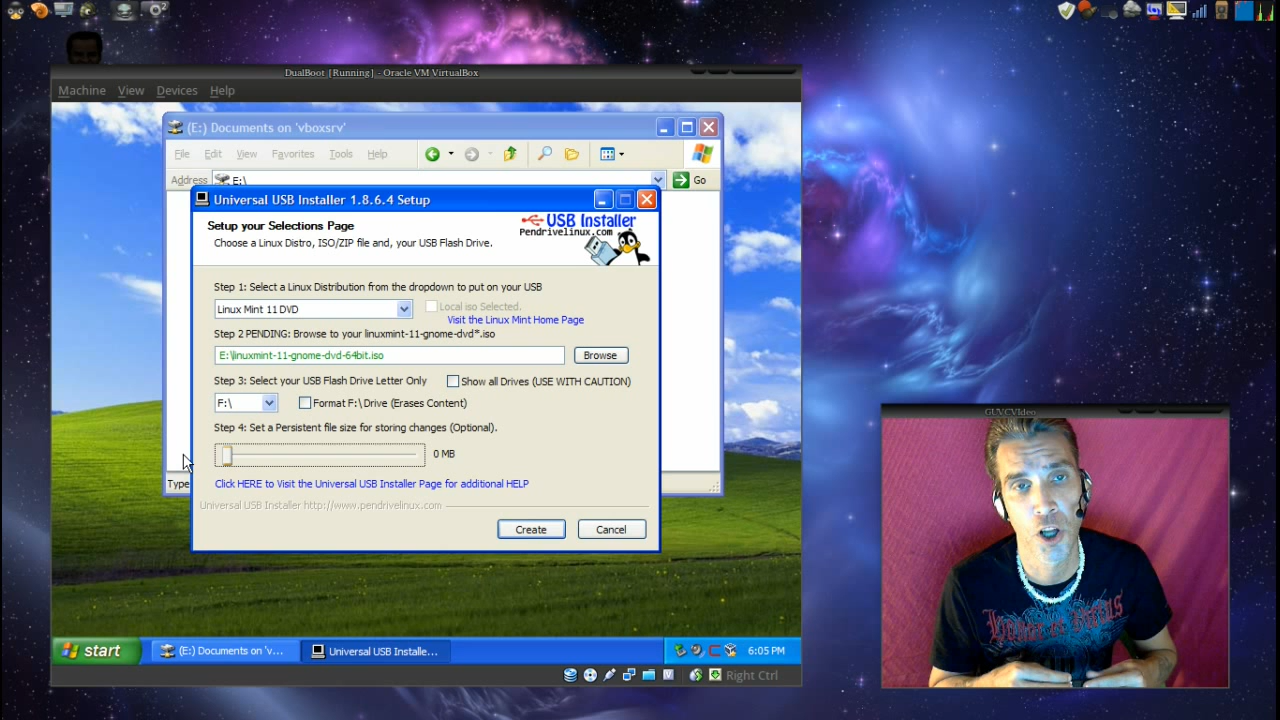 2
DualBoot [Running] - Oracle VM VirtualBox
Machine View Devices Help
(E:) Documents on 'vboxsrv'
File Edit View Favorites Tools Help
Address E:\ Go
Universal USB Installer 1.8.6.4 Setup
Setup your Selections Page
Choose a Linux Distro, ISO/ZIP file and, your USB Flash Drive.
USB Installer
Pendrivelinux.com
Step 1: Select a Linux Distribution from the dropdown to put on your USB
Linux Mint 11 DVD
Local iso Selected.
Visit the Linux Mint Home Page
Step 2 PENDING: Browse to your linuxmint-11-gnome-dvd*.iso
E:\linuxmint-11-gnome-dvd-64bit.iso
Browse
Step 3: Select your USB Flash Drive Letter Only
Show all Drives (USE WITH CAUTION)
F:\
Format F:\ Drive (Erases Content)
Step 4: Set a Persistent file size for storing changes (Optional).
0 MB
Click HERE to Visit the Universal USB Installer Page for additional HELP
Type
Universal USB Installer http://www.pendrivelinux.com
Create Cancel
GUVCVideo
start
(E:) Documents on 'v...
Universal USB Installe...
6:05 PM
Right Ctrl